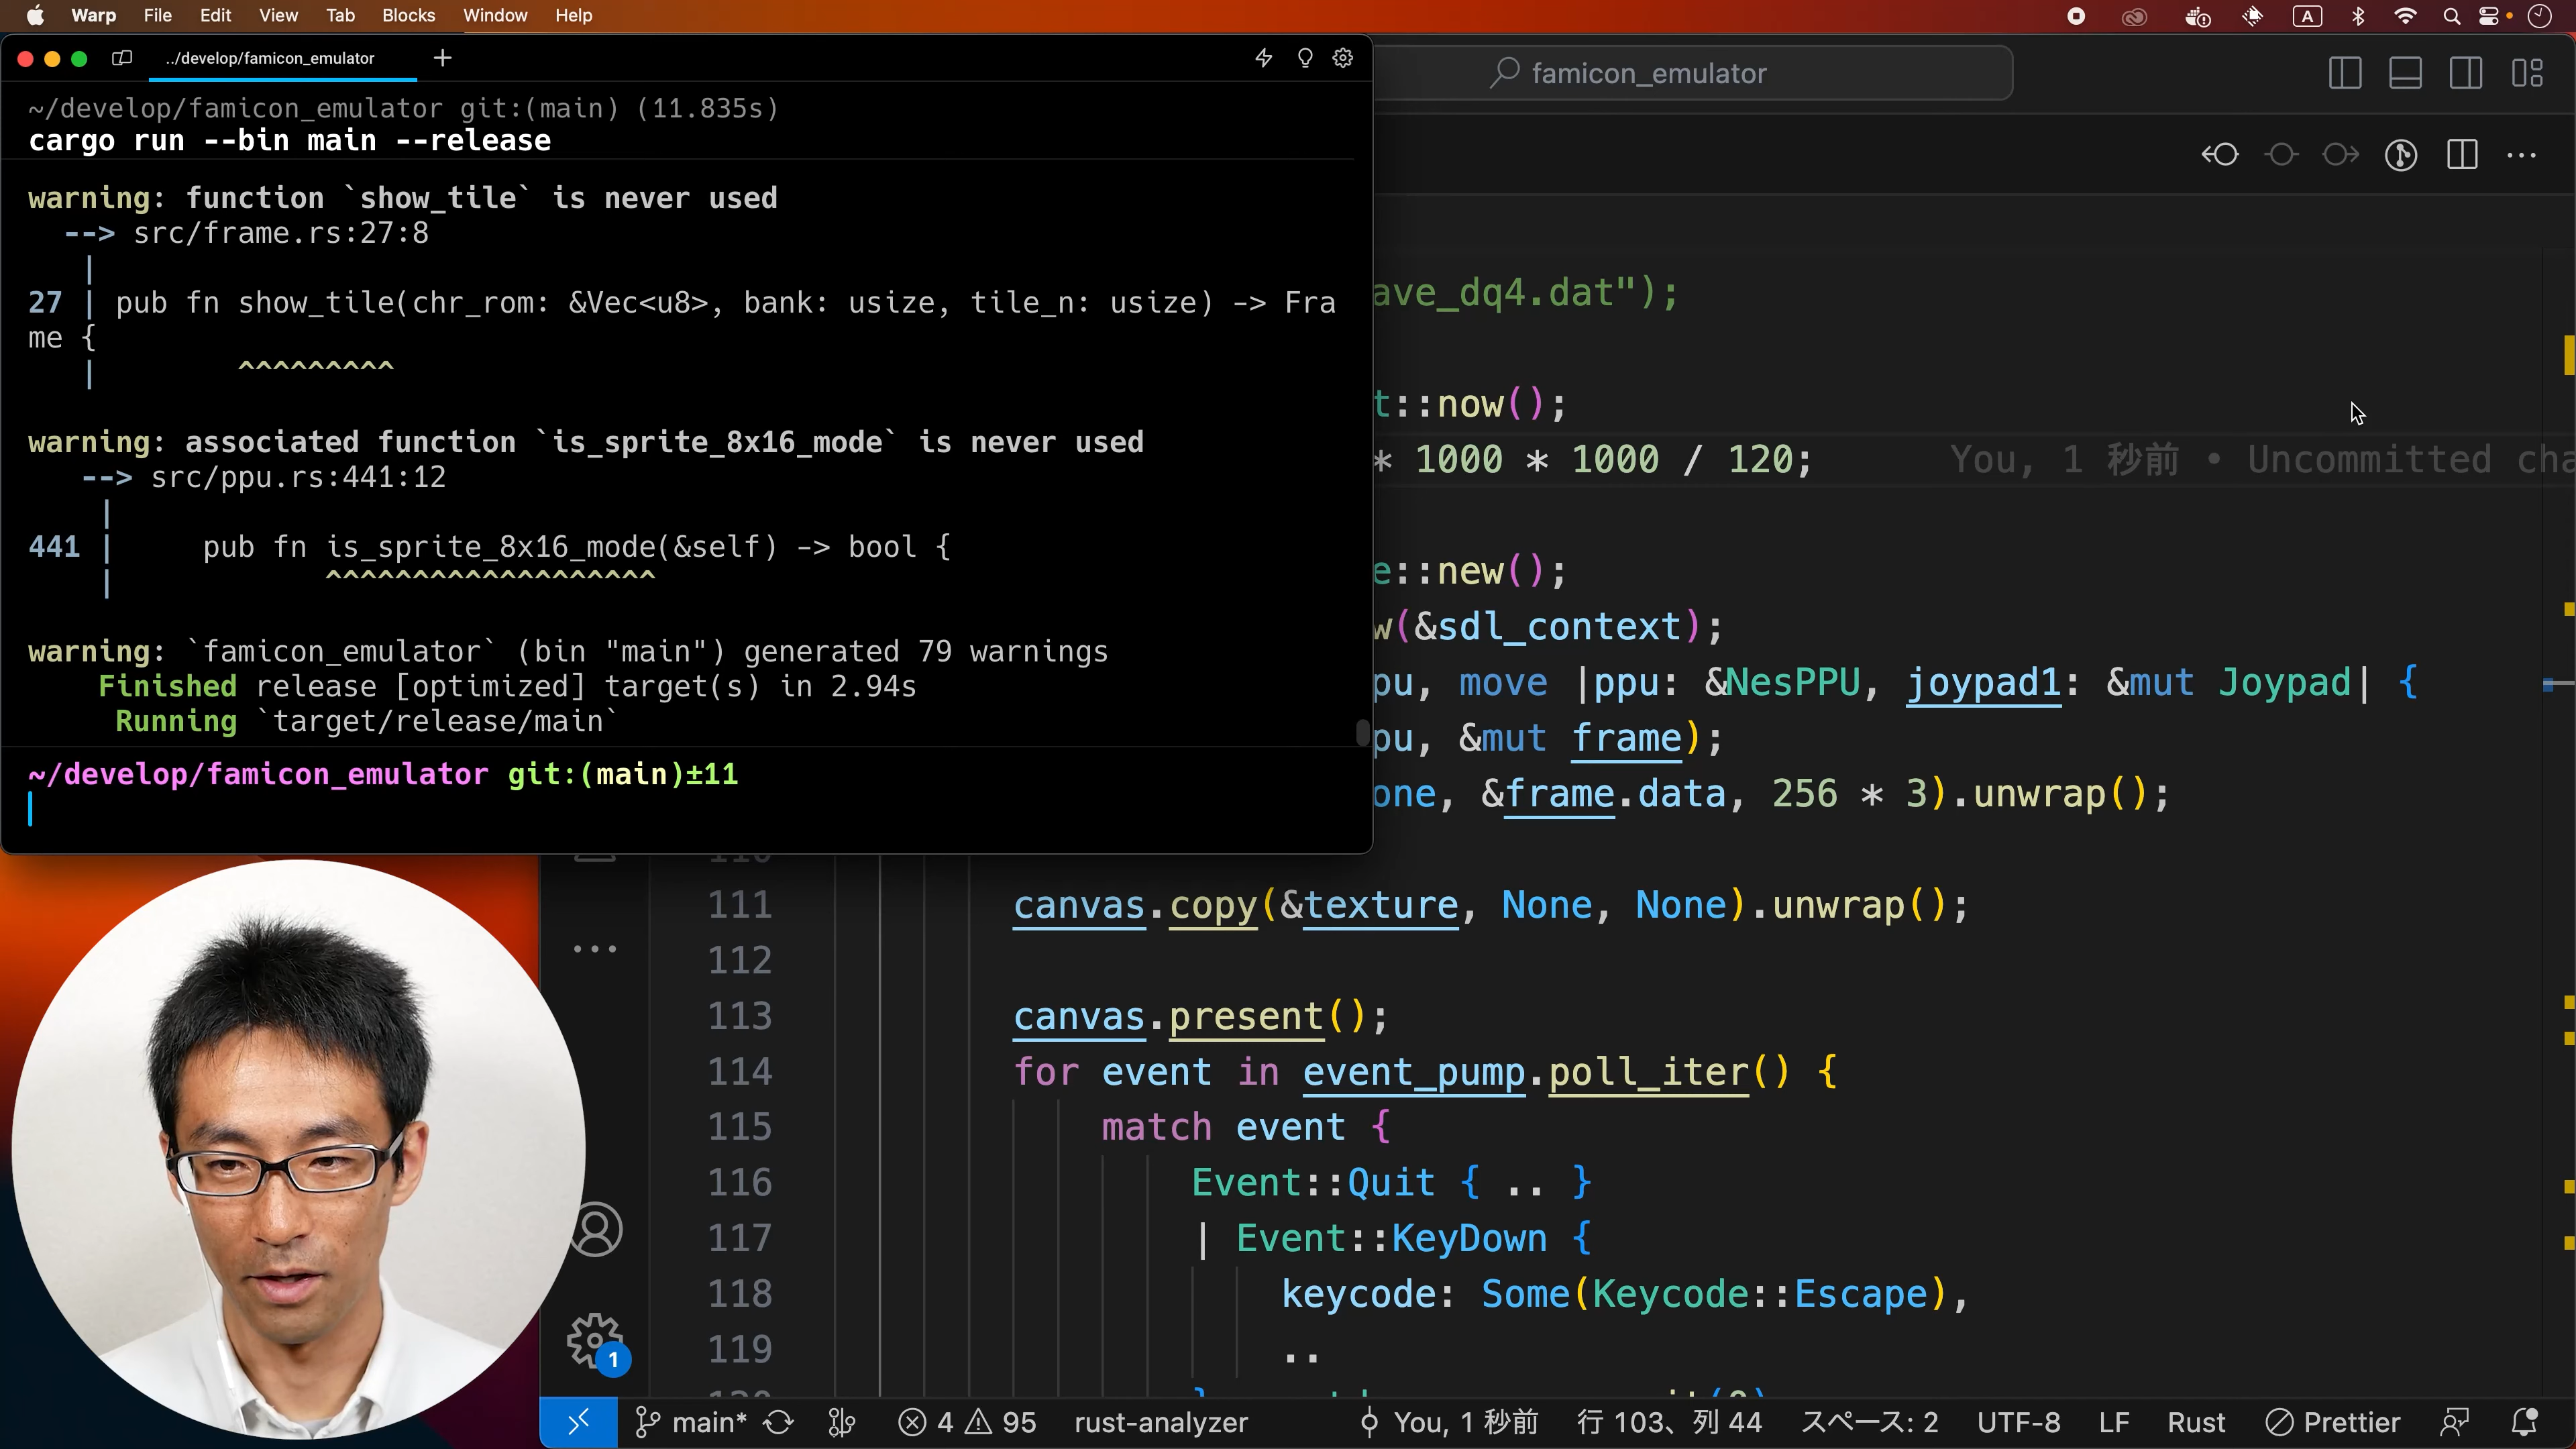 Warp File Edit View Tab Blocks Window Help
A
../develop/famicon_emulator
~/develop/famicon_emulator git:(main) (11.835s)
cargo run --bin main --release
warning: function `show_tile` is never used
--> src/frame.rs:27:8
|
27 | pub fn show_tile(chr_rom: &Vec<u8>, bank: usize, tile_n: usize) -> Fra
me {
| ^^^^^^^^^
warning: associated function `is_sprite_8x16_mode` is never used
--> src/ppu.rs:441:12
|
441 | pub fn is_sprite_8x16_mode(&self) -> bool {
| ^^^^^^^^^^^^^^^^^^^
warning: `famicon_emulator` (bin "main") generated 79 warnings
Finished release [optimized] target(s) in 2.94s
Running `target/release/main`
~/develop/famicon_emulator git:(main)±11
famicon_emulator
ave_dq4.dat");
t::now();
* 1000 * 1000 / 120; You, 1 秒前 • Uncommitted cha
e::new();
w(&sdl_context);
pu, move |ppu: &NesPPU, joypad1: &mut Joypad| {
pu, &mut frame);
one, &frame.data, 256 * 3).unwrap();
111 canvas.copy(&texture, None, None).unwrap();
112
113 canvas.present();
114 for event in event_pump.poll_iter() {
115 match event {
116 Event::Quit { .. }
117 | Event::KeyDown {
118 keycode: Some(Keycode::Escape),
119 ..
1
main* 4 95 rust-analyzer You, 1 秒前 行 103、列 44 スペース: 2 UTF-8 LF Rust Prettier